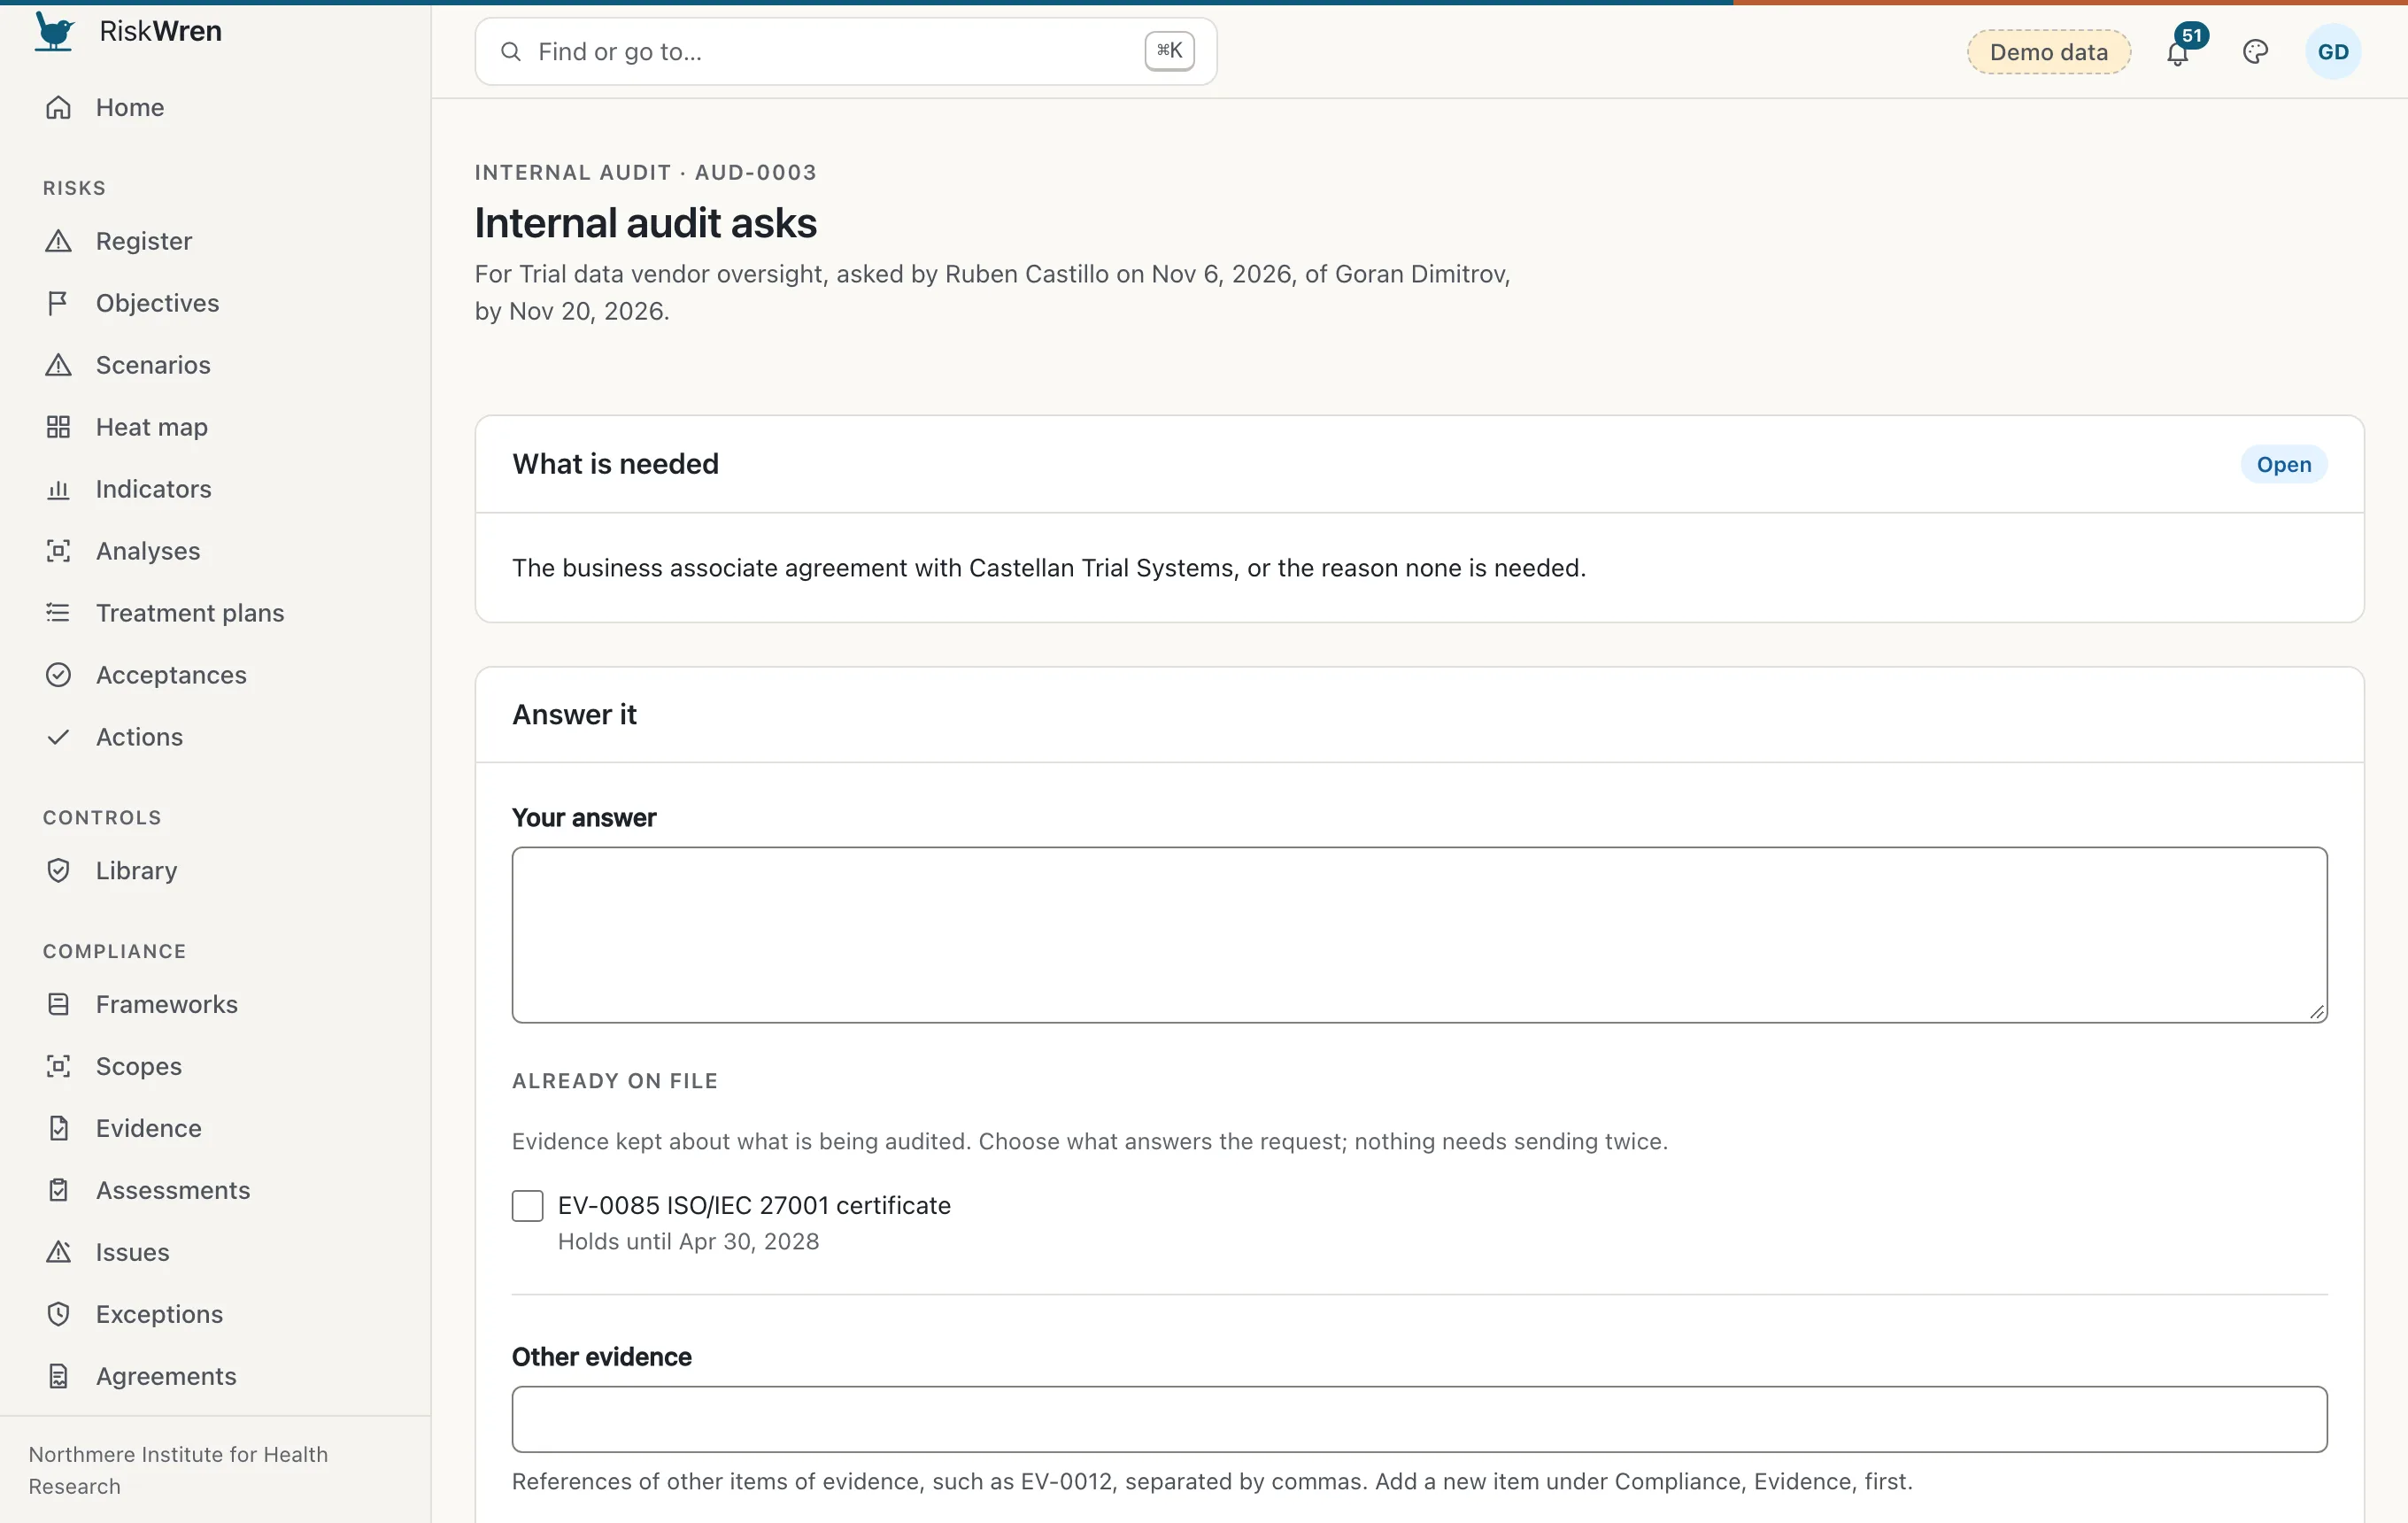 RiskWren
Find or go to...
⌘K
Demo data
51
GD
Home
RISKS
Register
Objectives
Scenarios
Heat map
Indicators
Analyses
Treatment plans
Acceptances
Actions
CONTROLS
Library
COMPLIANCE
Frameworks
Scopes
Evidence
Assessments
Issues
Exceptions
Agreements
Northmere Institute for Health
Research
INTERNAL AUDIT · AUD-0003
Internal audit asks
For Trial data vendor oversight, asked by Ruben Castillo on Nov 6, 2026, of Goran Dimitrov,
by Nov 20, 2026.
What is needed
Open
The business associate agreement with Castellan Trial Systems, or the reason none is needed.
Answer it
Your answer
ALREADY ON FILE
Evidence kept about what is being audited. Choose what answers the request; nothing needs sending twice.
EV-0085 ISO/IEC 27001 certificate
Holds until Apr 30, 2028
Other evidence
References of other items of evidence, such as EV-0012, separated by commas. Add a new item under Compliance, Evidence, first.